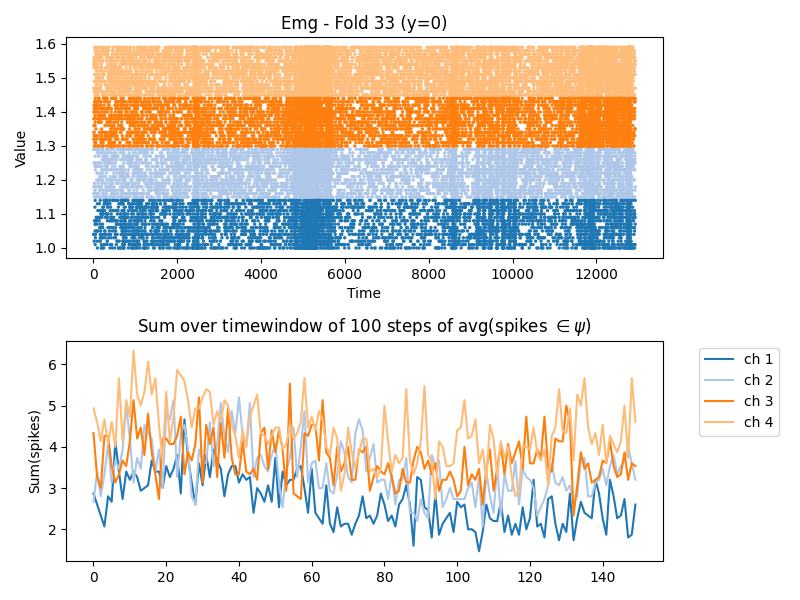 Emg - Fold 33 (y=0)
1.6
1.5
1.4
1.3
1.2
1.1
1.0
Value
0 2000 4000 6000 8000 10000 12000
Time
Sum over timewindow of 100 steps of avg(spikes ∈ ψ)
6
5
4
3
2
Sum(spikes)
0 20 40 60 80 100 120 140
ch 1
ch 2
ch 3
ch 4